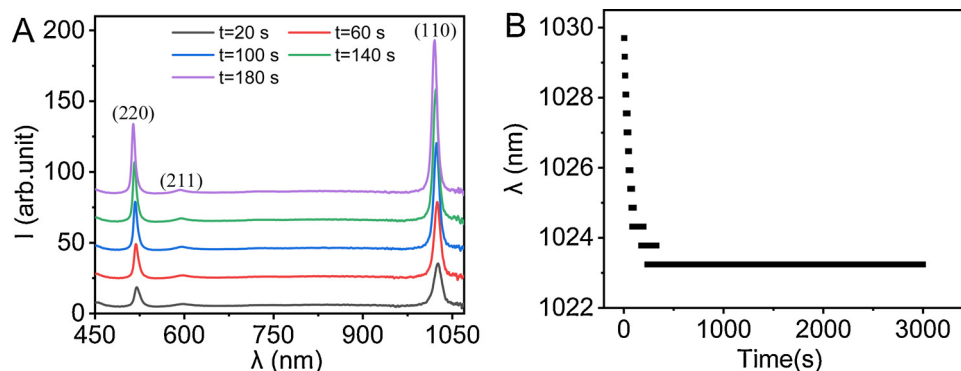 A
t=20 s
t=60 s
t=100 s
t=140 s
t=180 s
(220)
(211)
(110)
I (arb.unit)
200
150
100
50
0
450
600
750
900
1050
λ (nm)
B
λ (nm)
1030
1028
1026
1024
1022
0
1000
2000
3000
Time(s)